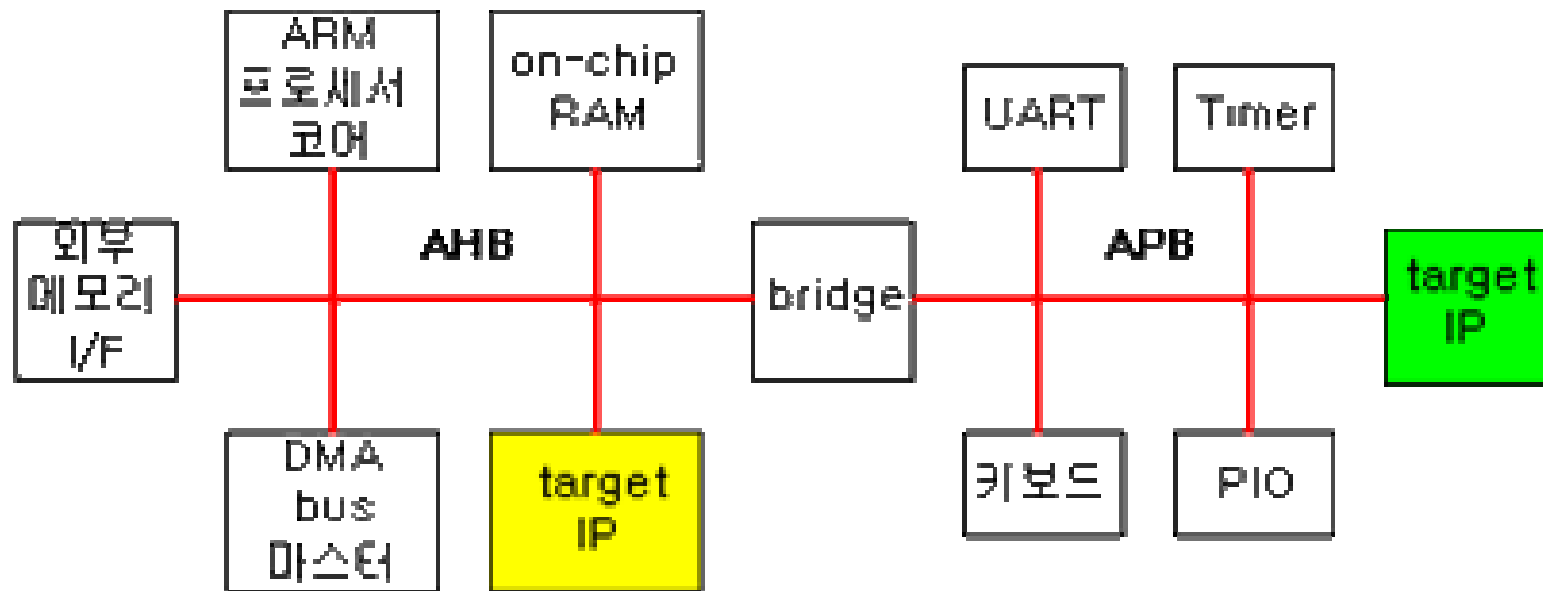 ARM
프로세서
코어
on-chip
RAM
UART
Timer
외부
메모리
I/F
AHB
bridge
APB
target
IP
DMA
bus
마스터
target
IP
키보드
PIO